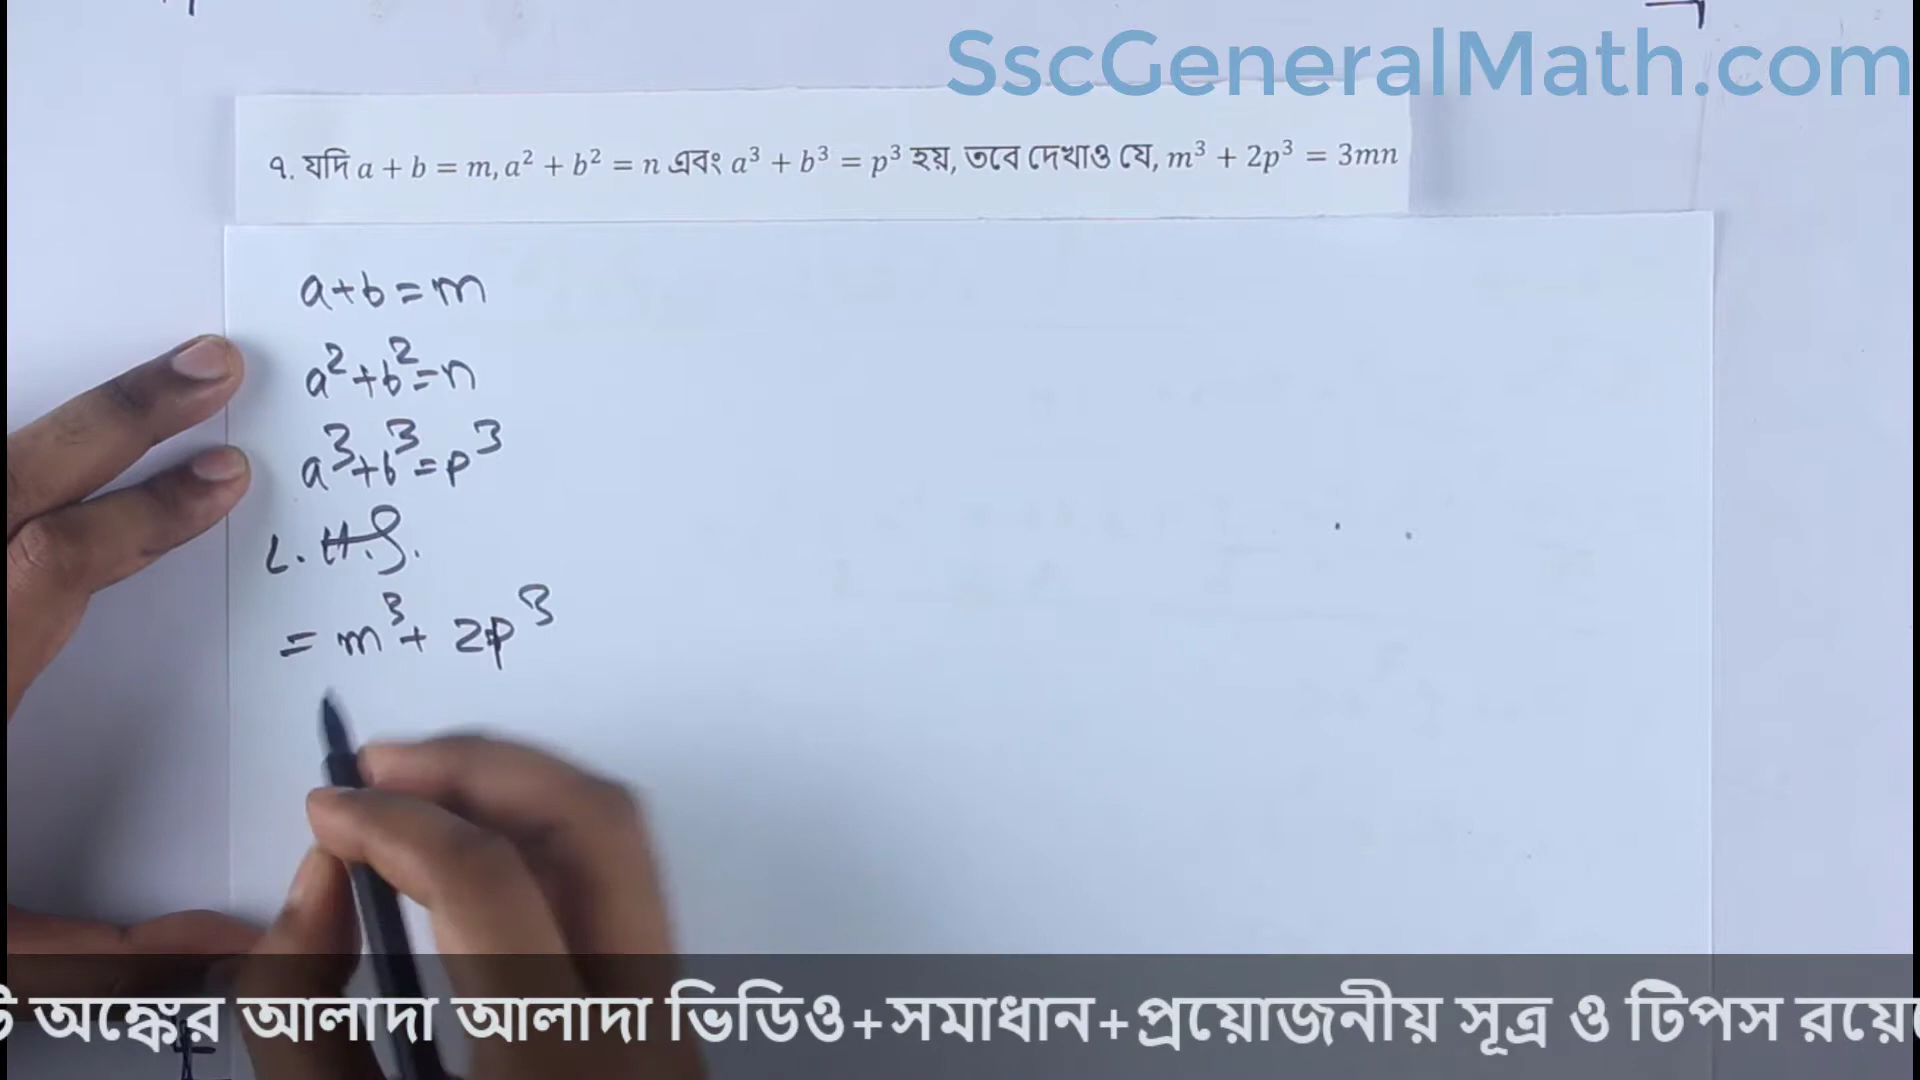 SscGeneralMath.com
৭. যদি a + b = m, a² + b² = n এবং a³ + b³ = p³ হয়, তবে দেখাও যে, m³ + 2p³ = 3mn
a+b=m
a²+b²=n
a³+b³=p³
L.H.S.
= m³+ 2p³
অঙ্কের আলাদা আলাদা ভিডিও+সমাধান+প্রয়োজনীয় সূত্র ও টিপস